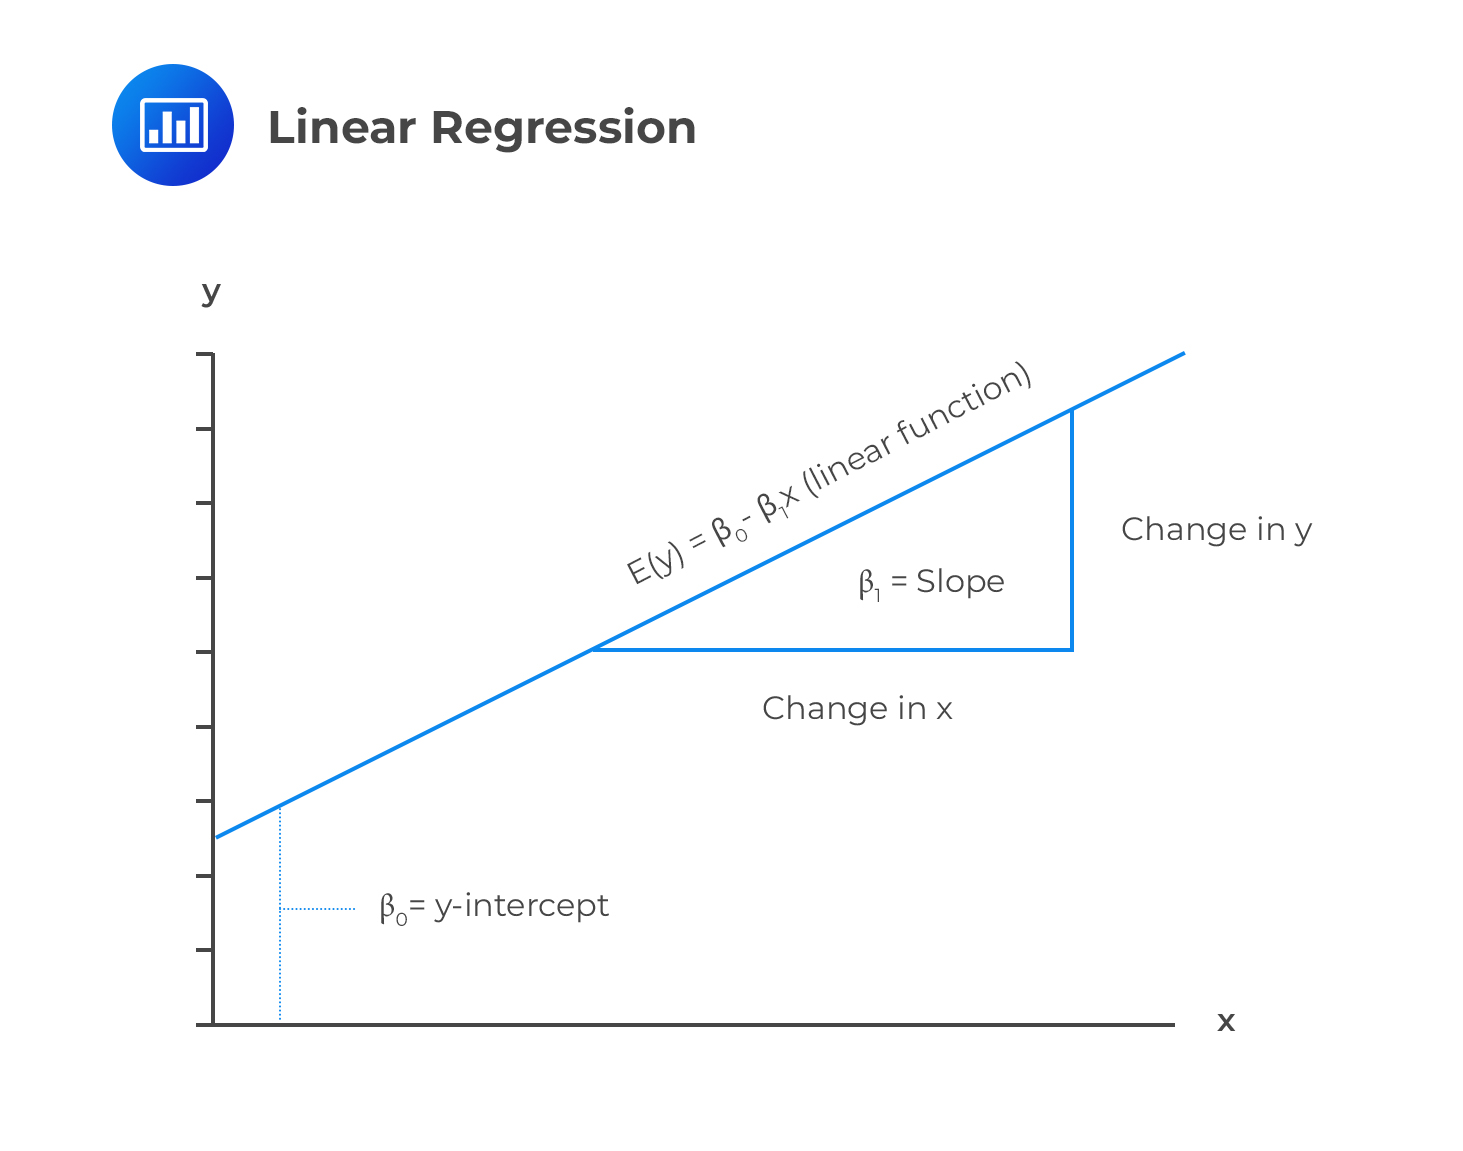 Linear Regression
y
E(y) = β₀- β₁x (linear function)
Change in y
β₁ = Slope
Change in x
β₀= y-intercept
x